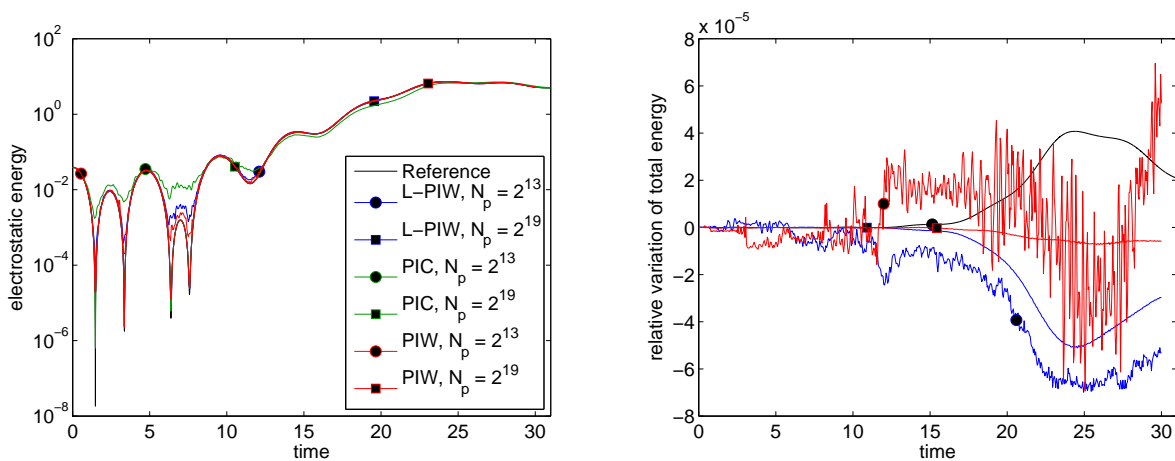 10^2
10^0
10^-2
10^-4
10^-6
10^-8
electrostatic energy
0 5 10 15 20 25 30
time
Reference
L-PIW, N_p = 2^13
L-PIW, N_p = 2^19
PIC, N_p = 2^13
PIC, N_p = 2^19
PIW, N_p = 2^13
PIW, N_p = 2^19
x 10^-5
8
6
4
2
0
−2
−4
−6
−8
relative variation of total energy
0 5 10 15 20 25 30
time